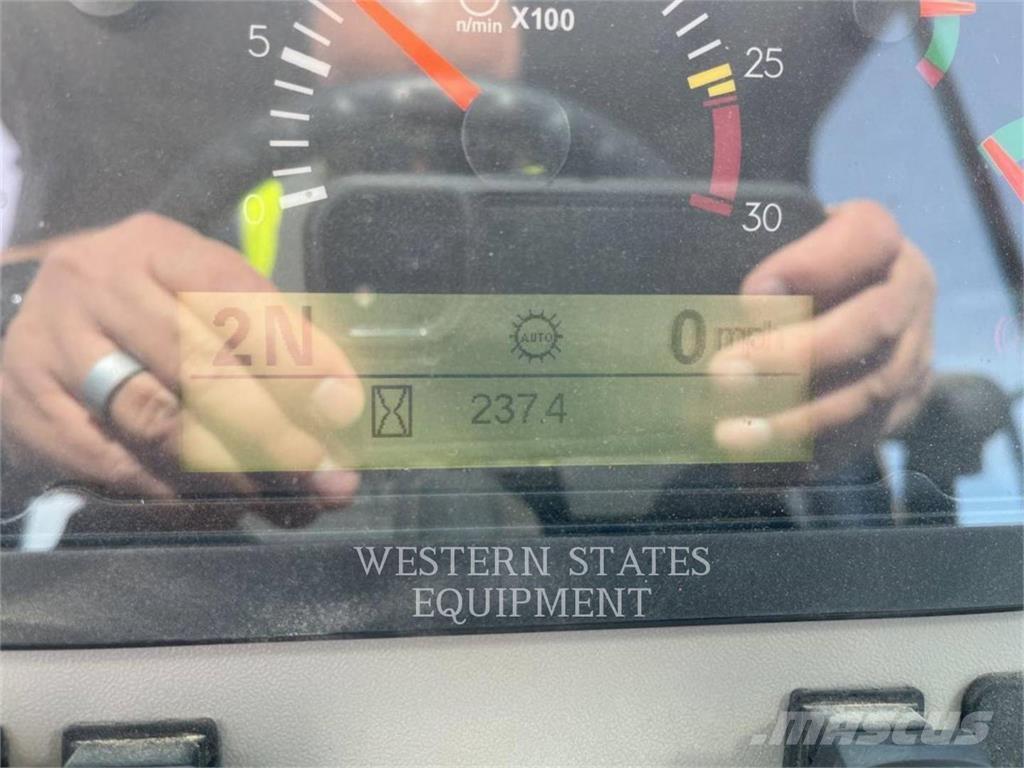 n/min X100
5
25
0
30
2N AUTO 0 mph
237.4
WESTERN STATES
EQUIPMENT
MASCUS